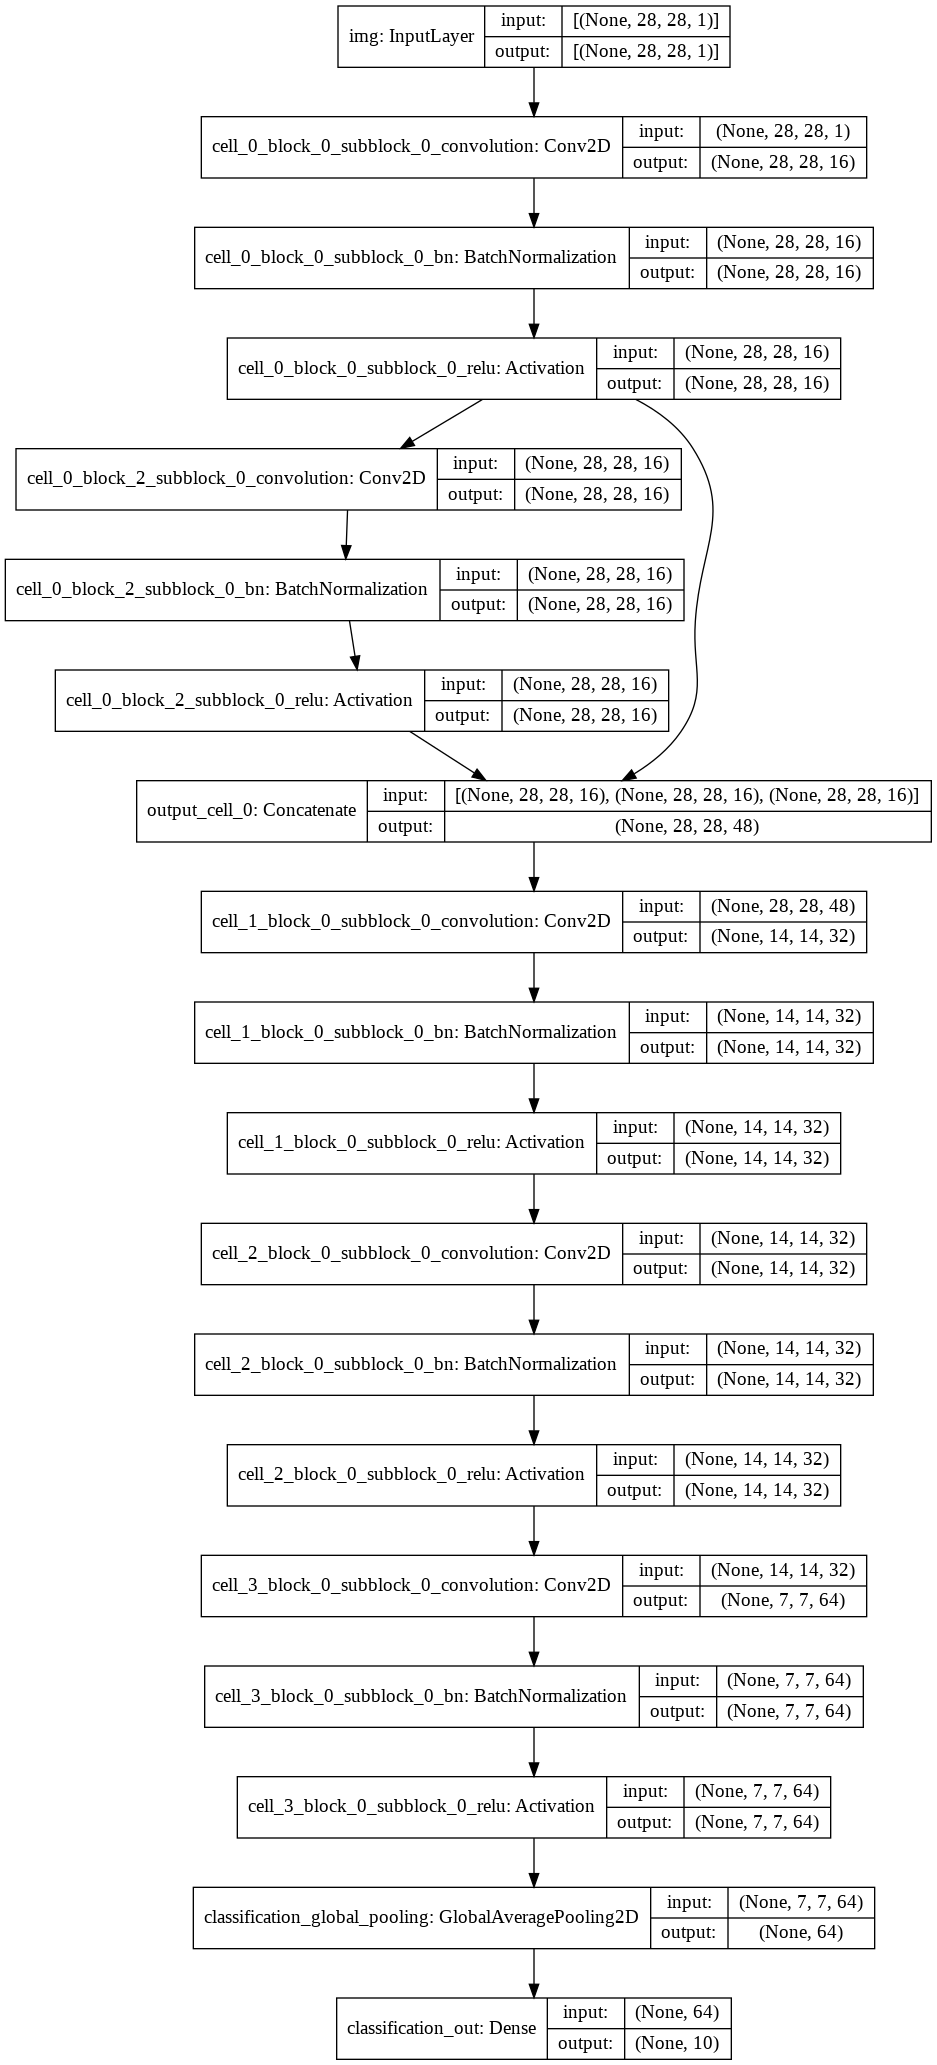 img: InputLayer
input: [(None, 28, 28, 1)]
output: [(None, 28, 28, 1)]
cell_0_block_0_subblock_0_convolution: Conv2D
input: (None, 28, 28, 1)
output: (None, 28, 28, 16)
cell_0_block_0_subblock_0_bn: BatchNormalization
input: (None, 28, 28, 16)
output: (None, 28, 28, 16)
cell_0_block_0_subblock_0_relu: Activation
input: (None, 28, 28, 16)
output: (None, 28, 28, 16)
cell_0_block_2_subblock_0_convolution: Conv2D
input: (None, 28, 28, 16)
output: (None, 28, 28, 16)
cell_0_block_2_subblock_0_bn: BatchNormalization
input: (None, 28, 28, 16)
output: (None, 28, 28, 16)
cell_0_block_2_subblock_0_relu: Activation
input: (None, 28, 28, 16)
output: (None, 28, 28, 16)
output_cell_0: Concatenate
input: [(None, 28, 28, 16), (None, 28, 28, 16), (None, 28, 28, 16)]
output: (None, 28, 28, 48)
cell_1_block_0_subblock_0_convolution: Conv2D
input: (None, 28, 28, 48)
output: (None, 14, 14, 32)
cell_1_block_0_subblock_0_bn: BatchNormalization
input: (None, 14, 14, 32)
output: (None, 14, 14, 32)
cell_1_block_0_subblock_0_relu: Activation
input: (None, 14, 14, 32)
output: (None, 14, 14, 32)
cell_2_block_0_subblock_0_convolution: Conv2D
input: (None, 14, 14, 32)
output: (None, 14, 14, 32)
cell_2_block_0_subblock_0_bn: BatchNormalization
input: (None, 14, 14, 32)
output: (None, 14, 14, 32)
cell_2_block_0_subblock_0_relu: Activation
input: (None, 14, 14, 32)
output: (None, 14, 14, 32)
cell_3_block_0_subblock_0_convolution: Conv2D
input: (None, 14, 14, 32)
output: (None, 7, 7, 64)
cell_3_block_0_subblock_0_bn: BatchNormalization
input: (None, 7, 7, 64)
output: (None, 7, 7, 64)
cell_3_block_0_subblock_0_relu: Activation
input: (None, 7, 7, 64)
output: (None, 7, 7, 64)
classification_global_pooling: GlobalAveragePooling2D
input: (None, 7, 7, 64)
output: (None, 64)
classification_out: Dense
input: (None, 64)
output: (None, 10)